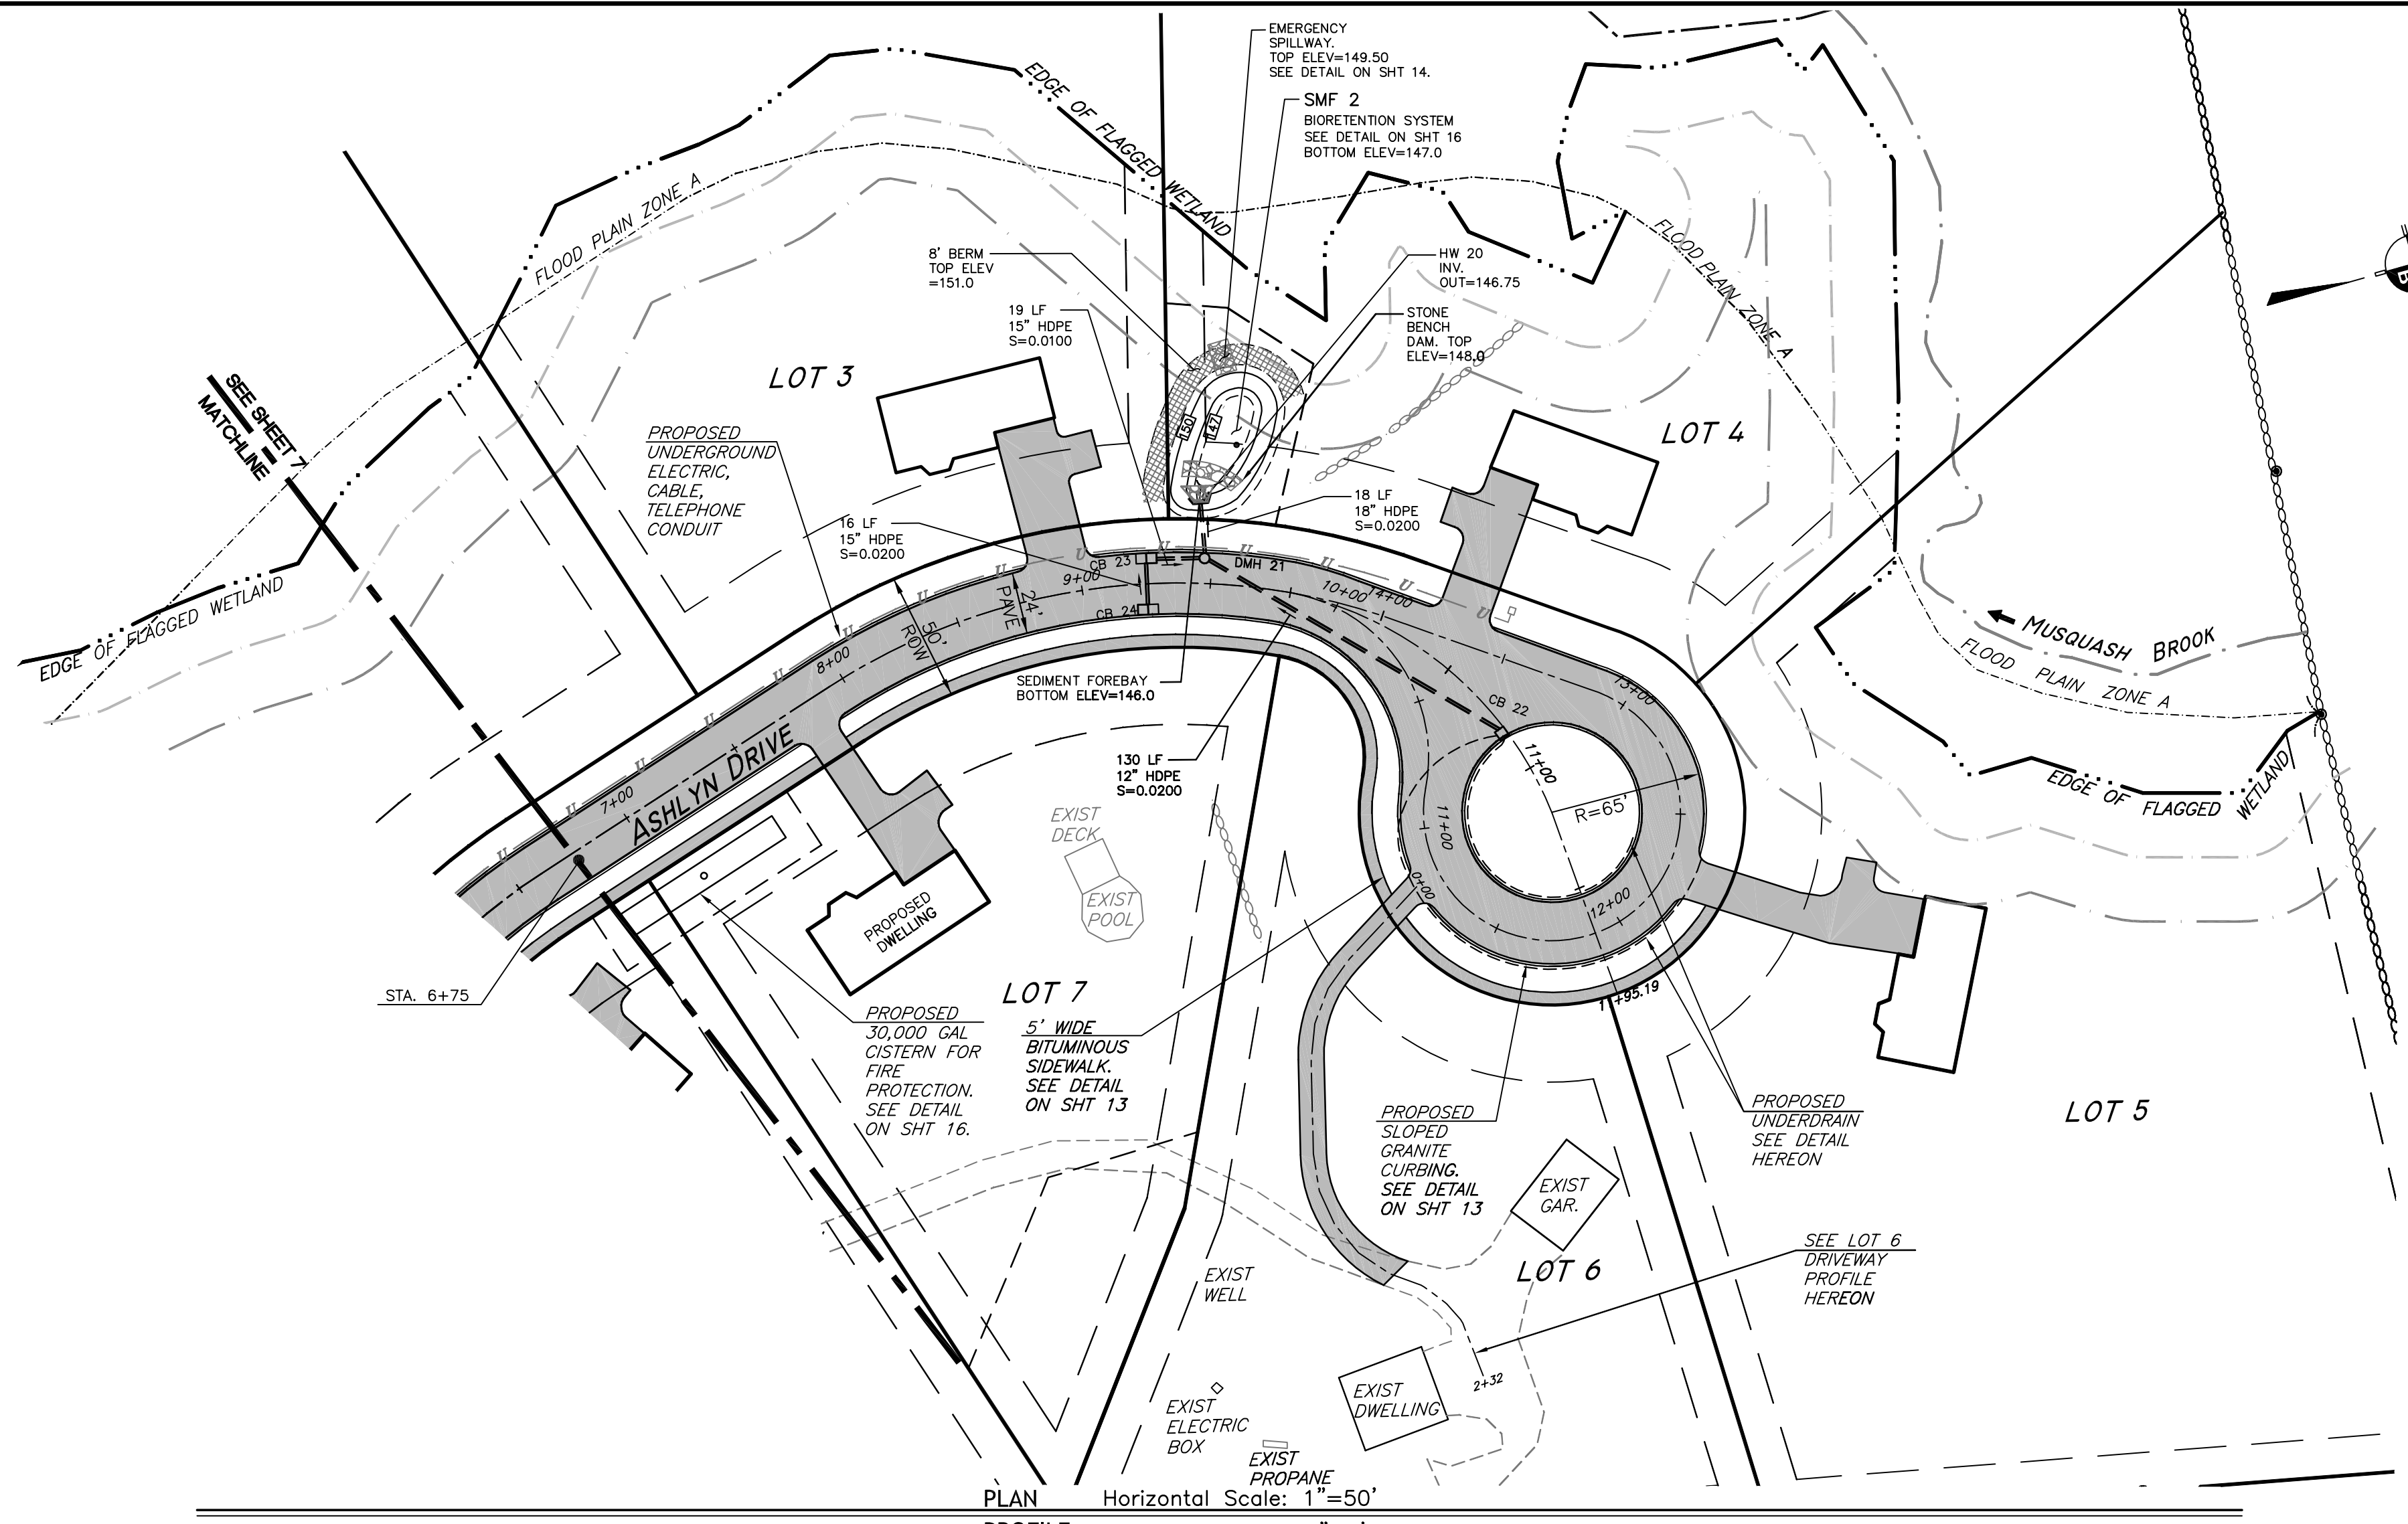 EMERGENCY
SPILLWAY.
TOP ELEV=149.50
SEE DETAIL ON SHT 14.
SMF 2
BIORETENTION SYSTEM
SEE DETAIL ON SHT 16
BOTTOM ELEV=147.0
EDGE OF FLAGGED WETLAND
FLOOD PLAIN ZONE A
FLOOD PLAIN ZONE A
8' BERM
TOP ELEV
=151.0
HW 20
INV.
OUT=146.75
19 LF
15" HDPE
S=0.0100
STONE
BENCH
DAM. TOP
ELEV=148.0
LOT 3
LOT 4
SEE SHEET 7
MATCHLINE
150
147
PROPOSED
UNDERGROUND
ELECTRIC,
CABLE,
TELEPHONE
CONDUIT
16 LF
15" HDPE
S=0.0200
18 LF
18" HDPE
S=0.0200
U U U U U U U U U U U U U
CB 23
DMH 21
9+00
10+00
14+00
24'
PAVE
CB 24
50'
ROW
8+00
EDGE OF FLAGGED WETLAND
MUSQUASH BROOK
FLOOD PLAIN ZONE A
SEDIMENT FOREBAY
BOTTOM ELEV=146.0
13+00
CB 22
ASHLYN DRIVE
7+00
130 LF
12" HDPE
S=0.0200
11+00
R=65'
11+00
EDGE OF FLAGGED WETLAND
EXIST
DECK
EXIST
POOL
0+00
12+00
PROPOSED
DWELLING
STA. 6+75
LOT 7
+95.19
PROPOSED
30,000 GAL
CISTERN FOR
FIRE
PROTECTION.
SEE DETAIL
ON SHT 16.
5' WIDE
BITUMINOUS
SIDEWALK.
SEE DETAIL
ON SHT 13
PROPOSED
SLOPED
GRANITE
CURBING.
SEE DETAIL
ON SHT 13
PROPOSED
UNDERDRAIN
SEE DETAIL
HEREON
LOT 5
EXIST
GAR.
LOT 6
SEE LOT 6
DRIVEWAY
PROFILE
HEREON
EXIST
WELL
2+32
EXIST
DWELLING
EXIST
ELECTRIC
BOX
EXIST
PROPANE
PLAN Horizontal Scale: 1"=50'